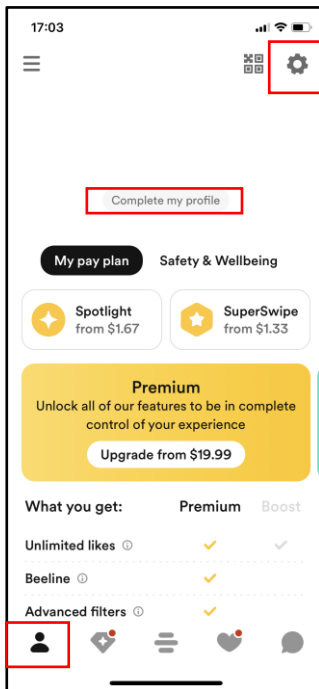 17:03
Complete my profile
My pay plan Safety & Wellbeing
Spotlight
from $1.67
SuperSwipe
from $1.33
Premium
Unlock all of our features to be in complete
control of your experience
Upgrade from $19.99
What you get: Premium Boost
Unlimited likes
Beeline
Advanced filters